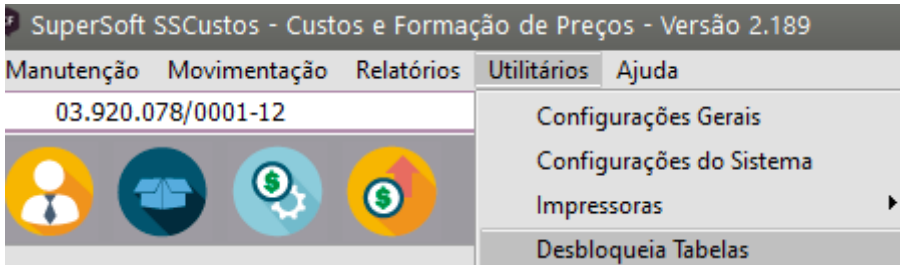 SuperSoft SSCustos - Custos e Formação de Preços - Versão 2.189
Manutenção Movimentação Relatórios Utilitários Ajuda
03.920.078/0001-12
Configurações Gerais
Configurações do Sistema
Impressoras
Desbloqueia Tabelas